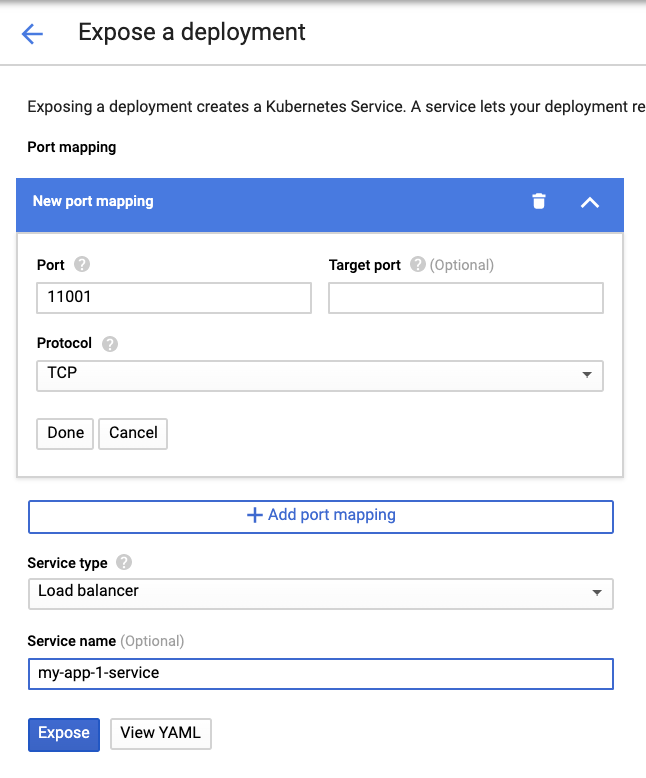 Expose a deployment
Exposing a deployment creates a Kubernetes Service. A service lets your deployment re
Port mapping
New port mapping
Port ? Target port ? (Optional)
11001
Protocol ?
TCP
Done Cancel
+ Add port mapping
Service type ?
Load balancer
Service name (Optional)
my-app-1-service
Expose View YAML